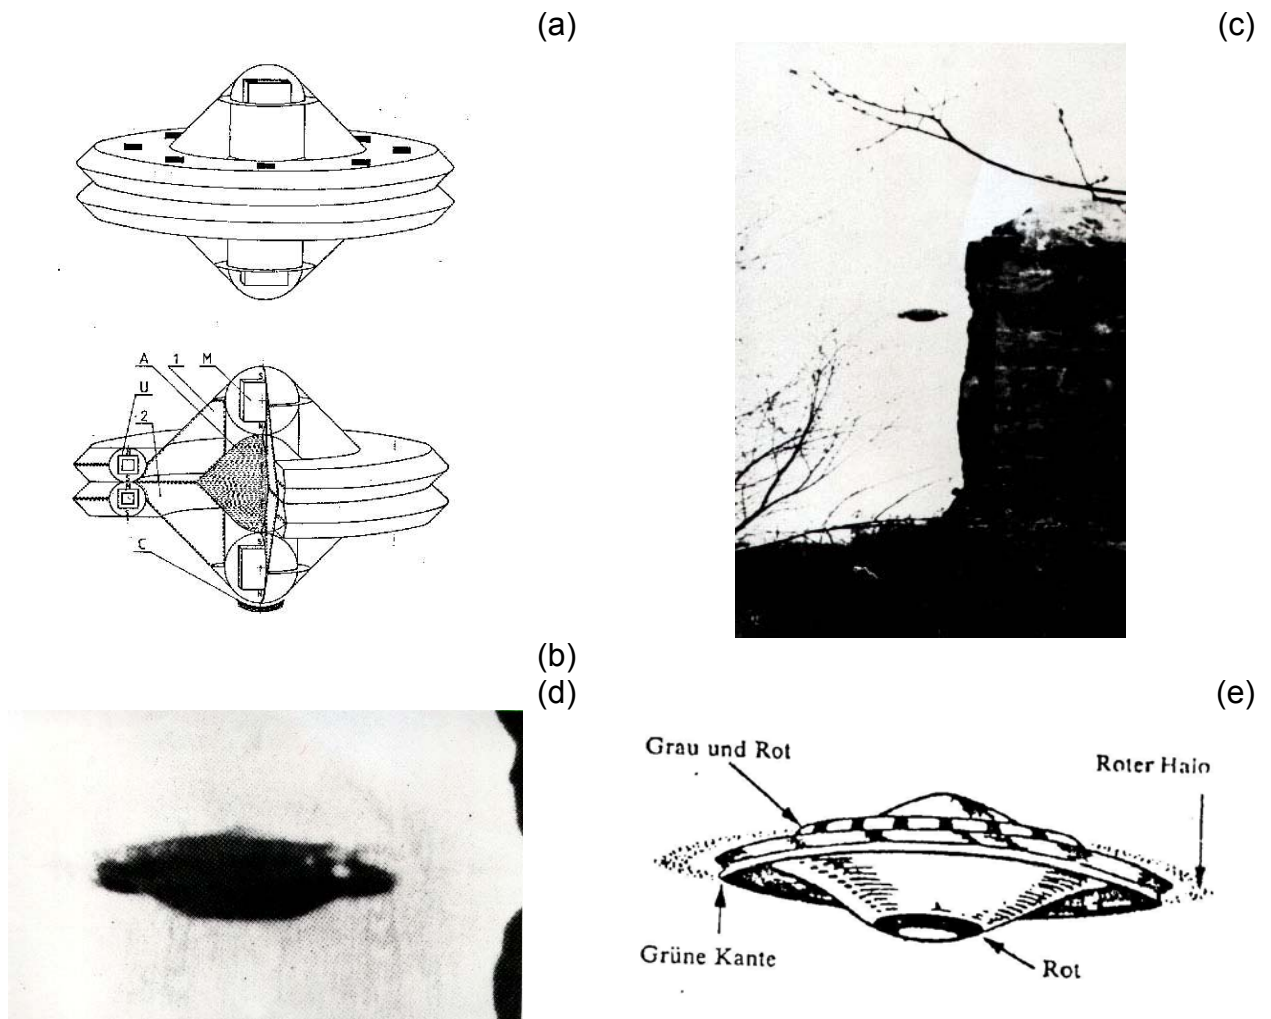 (a)
(c)
A 1 M
U
2
S
N
N
S
N
S
S
N
C
(b)
(d)
(e)
Grau und Rot
Roter Halo
Grüne Kante
Rot